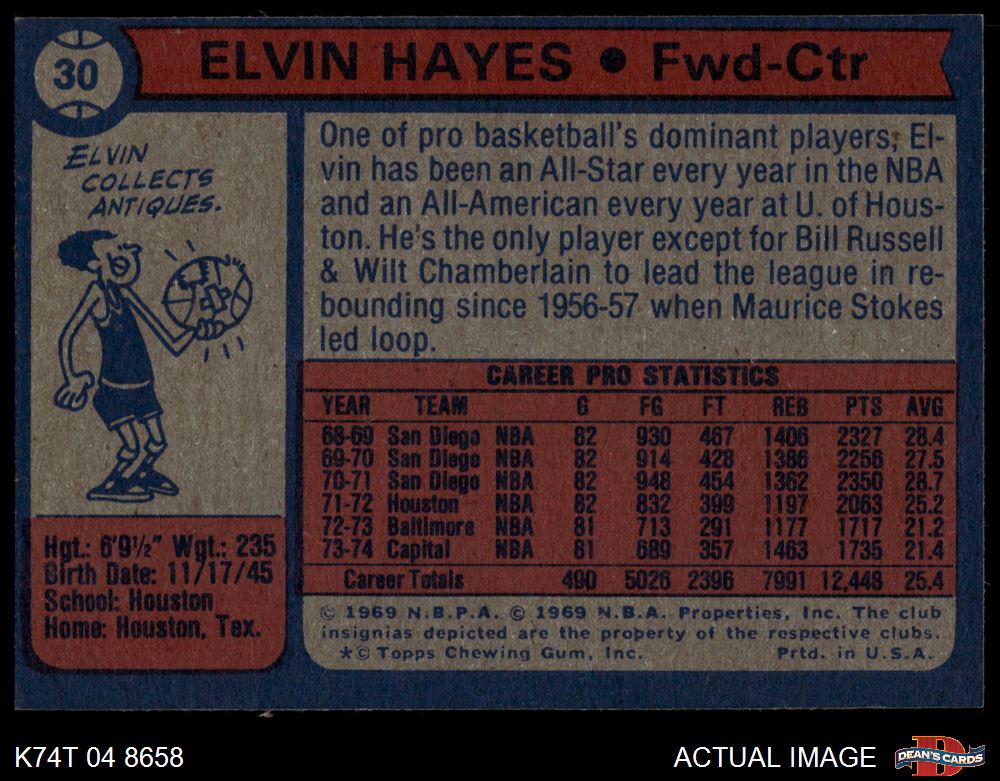 30
ELVIN HAYES ● Fwd-Ctr
ELVIN
COLLECTS
ANTIQUES.
One of pro basketball's dominant players, El-
vin has been an All-Star every year in the NBA
and an All-American every year at U. of Hous-
ton. He's the only player except for Bill Russell
& Wilt Chamberlain to lead the league in re-
bounding since 1956-57 when Maurice Stokes
led loop.
Hgt.: 6'9½" Wgt.: 235
Birth Date: 11/17/45
School: Houston
Home: Houston, Tex.
CAREER PRO STATISTICS
YEAR TEAM G FG FT REB PTS AVG
68-69 San Diego NBA 82 930 467 1406 2327 28.4
69-70 San Diego NBA 82 914 428 1386 2256 27.5
70-71 San Diego NBA 82 948 454 1362 2350 28.7
71-72 Houston NBA 82 832 399 1197 2063 25.2
72-73 Baltimore NBA 81 713 291 1177 1717 21.2
73-74 Capital NBA 81 689 357 1463 1735 21.4
Career Totals 490 5026 2396 7991 12,448 25.4
© 1969 N.B.P.A. © 1969 N.B.A. Properties, Inc. The club
insignias depicted are the property of the respective clubs.
*© Topps Chewing Gum, Inc. Prtd. in U.S.A.
K74T 04 8658
ACTUAL IMAGE
D
DEAN'S CARDS